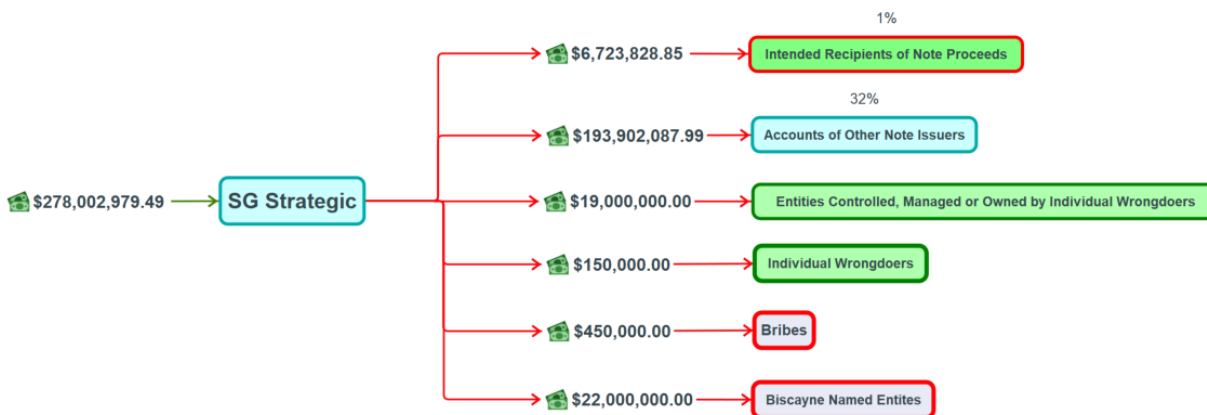 1%
$6,723,828.85
Intended Recipients of Note Proceeds
32%
$193,902,087.99
Accounts of Other Note Issuers
$278,002,979.49
SG Strategic
$19,000,000.00
Entities Controlled, Managed or Owned by Individual Wrongdoers
$150,000.00
Individual Wrongdoers
$450,000.00
Bribes
$22,000,000.00
Biscayne Named Entites